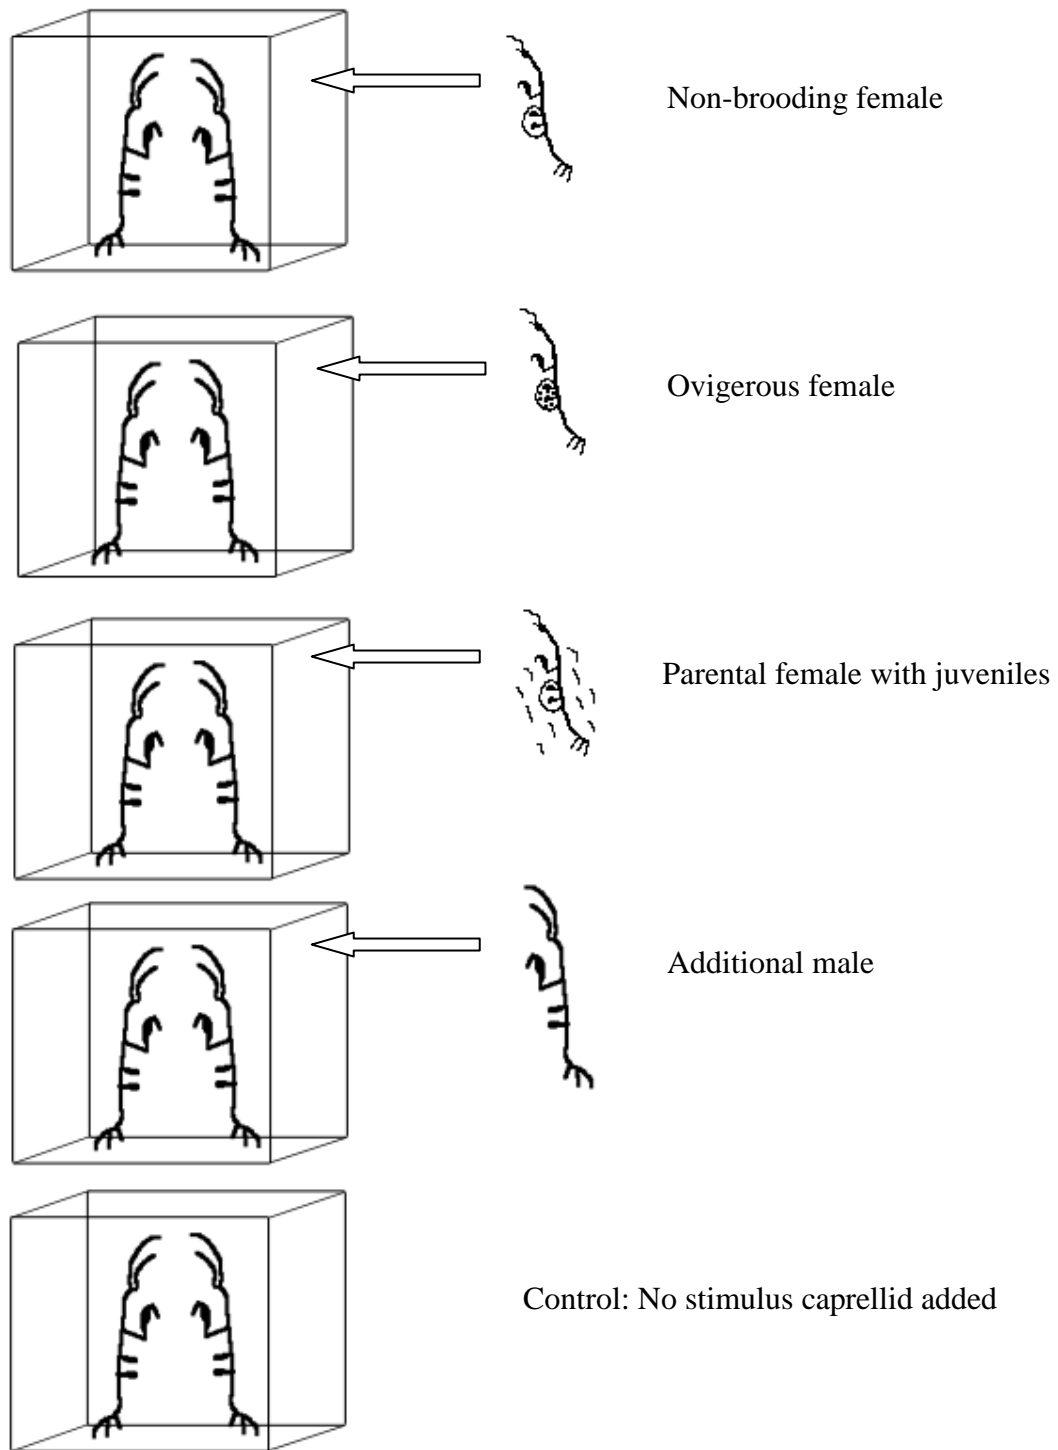 Non-brooding female
Ovigerous female
Parental female with juveniles
Additional male
Control: No stimulus caprellid added